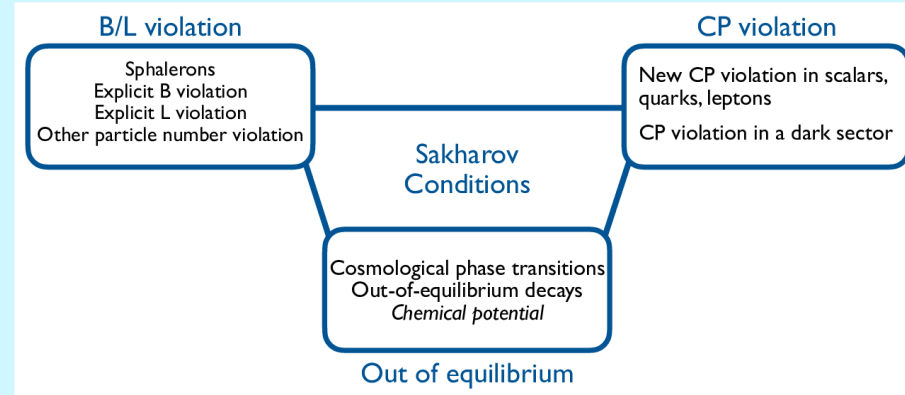 B/L violation
Sphalerons
Explicit B violation
Explicit L violation
Other particle number violation
CP violation
New CP violation in scalars,
quarks, leptons
CP violation in a dark sector
Sakharov
Conditions
Cosmological phase transitions
Out-of-equilibrium decays
Chemical potential
Out of equilibrium